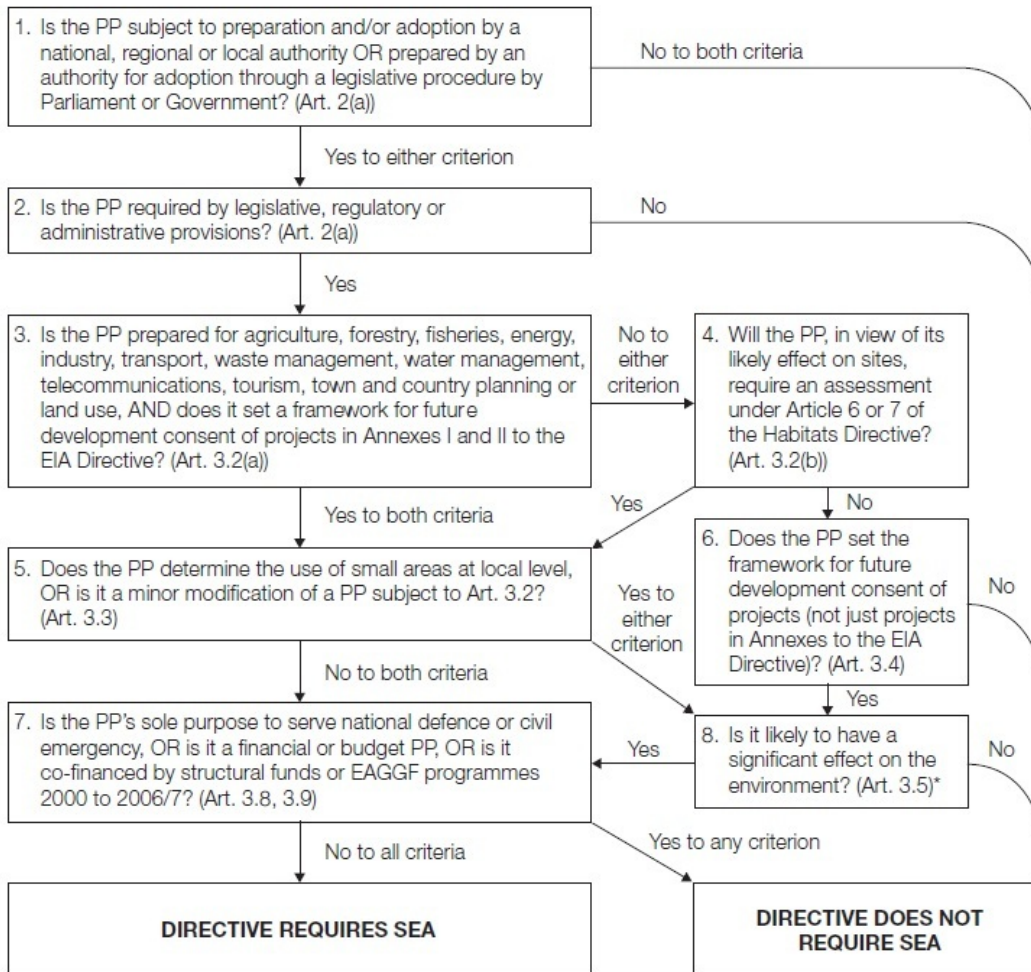 1. Is the PP subject to preparation and/or adoption by a
national, regional or local authority OR prepared by an
authority for adoption through a legislative procedure by
Parliament or Government? (Art. 2(a))
No to both criteria
Yes to either criterion
2. Is the PP required by legislative, regulatory or
administrative provisions? (Art. 2(a))
No
Yes
3. Is the PP prepared for agriculture, forestry, fisheries, energy,
industry, transport, waste management, water management,
telecommunications, tourism, town and country planning or
land use, AND does it set a framework for future
development consent of projects in Annexes I and II to the
EIA Directive? (Art. 3.2(a))
No to
either
criterion
4. Will the PP, in view of its
likely effect on sites,
require an assessment
under Article 6 or 7 of
the Habitats Directive?
(Art. 3.2(b))
Yes to both criteria
Yes
No
5. Does the PP determine the use of small areas at local level,
OR is it a minor modification of a PP subject to Art. 3.2?
(Art. 3.3)
Yes to
either
criterion
6. Does the PP set the
framework for future
development consent of
projects (not just projects
in Annexes to the EIA
Directive)? (Art. 3.4)
No
No to both criteria
Yes
7. Is the PP's sole purpose to serve national defence or civil
emergency, OR is it a financial or budget PP, OR is it
co-financed by structural funds or EAGGF programmes
2000 to 2006/7? (Art. 3.8, 3.9)
Yes
8. Is it likely to have a
significant effect on the
environment? (Art. 3.5)*
No
No to all criteria
Yes to any criterion
DIRECTIVE REQUIRES SEA
DIRECTIVE DOES NOT
REQUIRE SEA